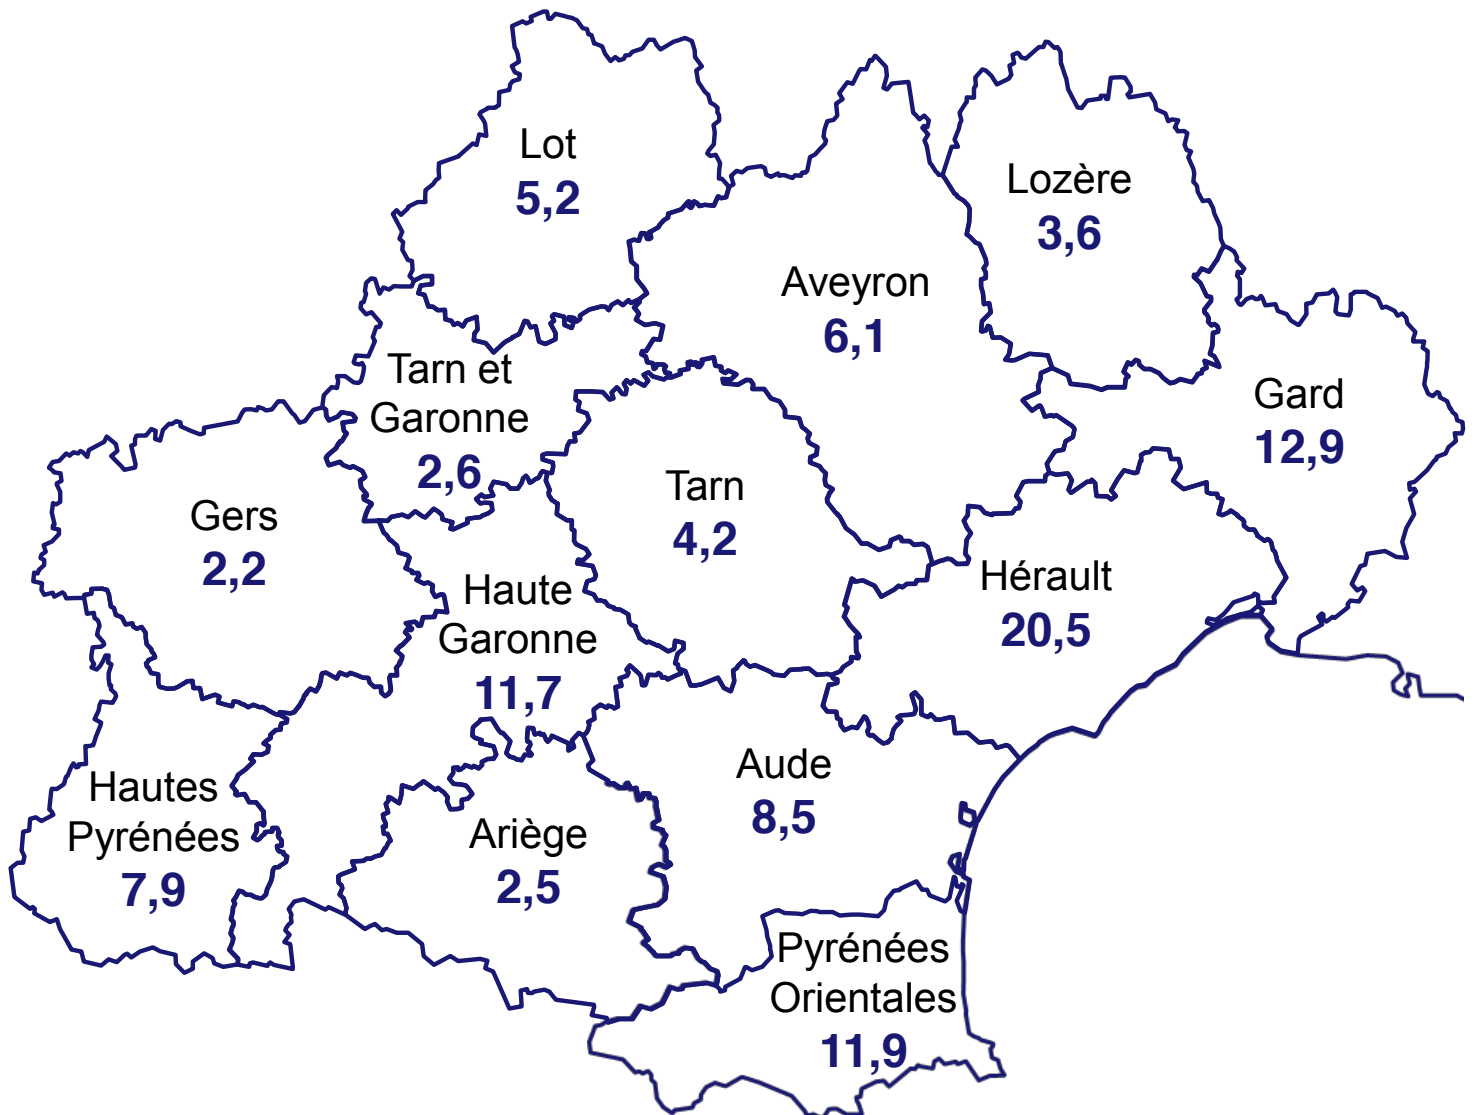 Lot
5,2
Lozère
3,6
Aveyron
6,1
Tarn et
Garonne
2,6
Gard
12,9
Gers
2,2
Tarn
4,2
Hérault
20,5
Haute
Garonne
11,7
Hautes
Pyrénées
7,9
Ariège
2,5
Aude
8,5
Pyrénées
Orientales
11,9